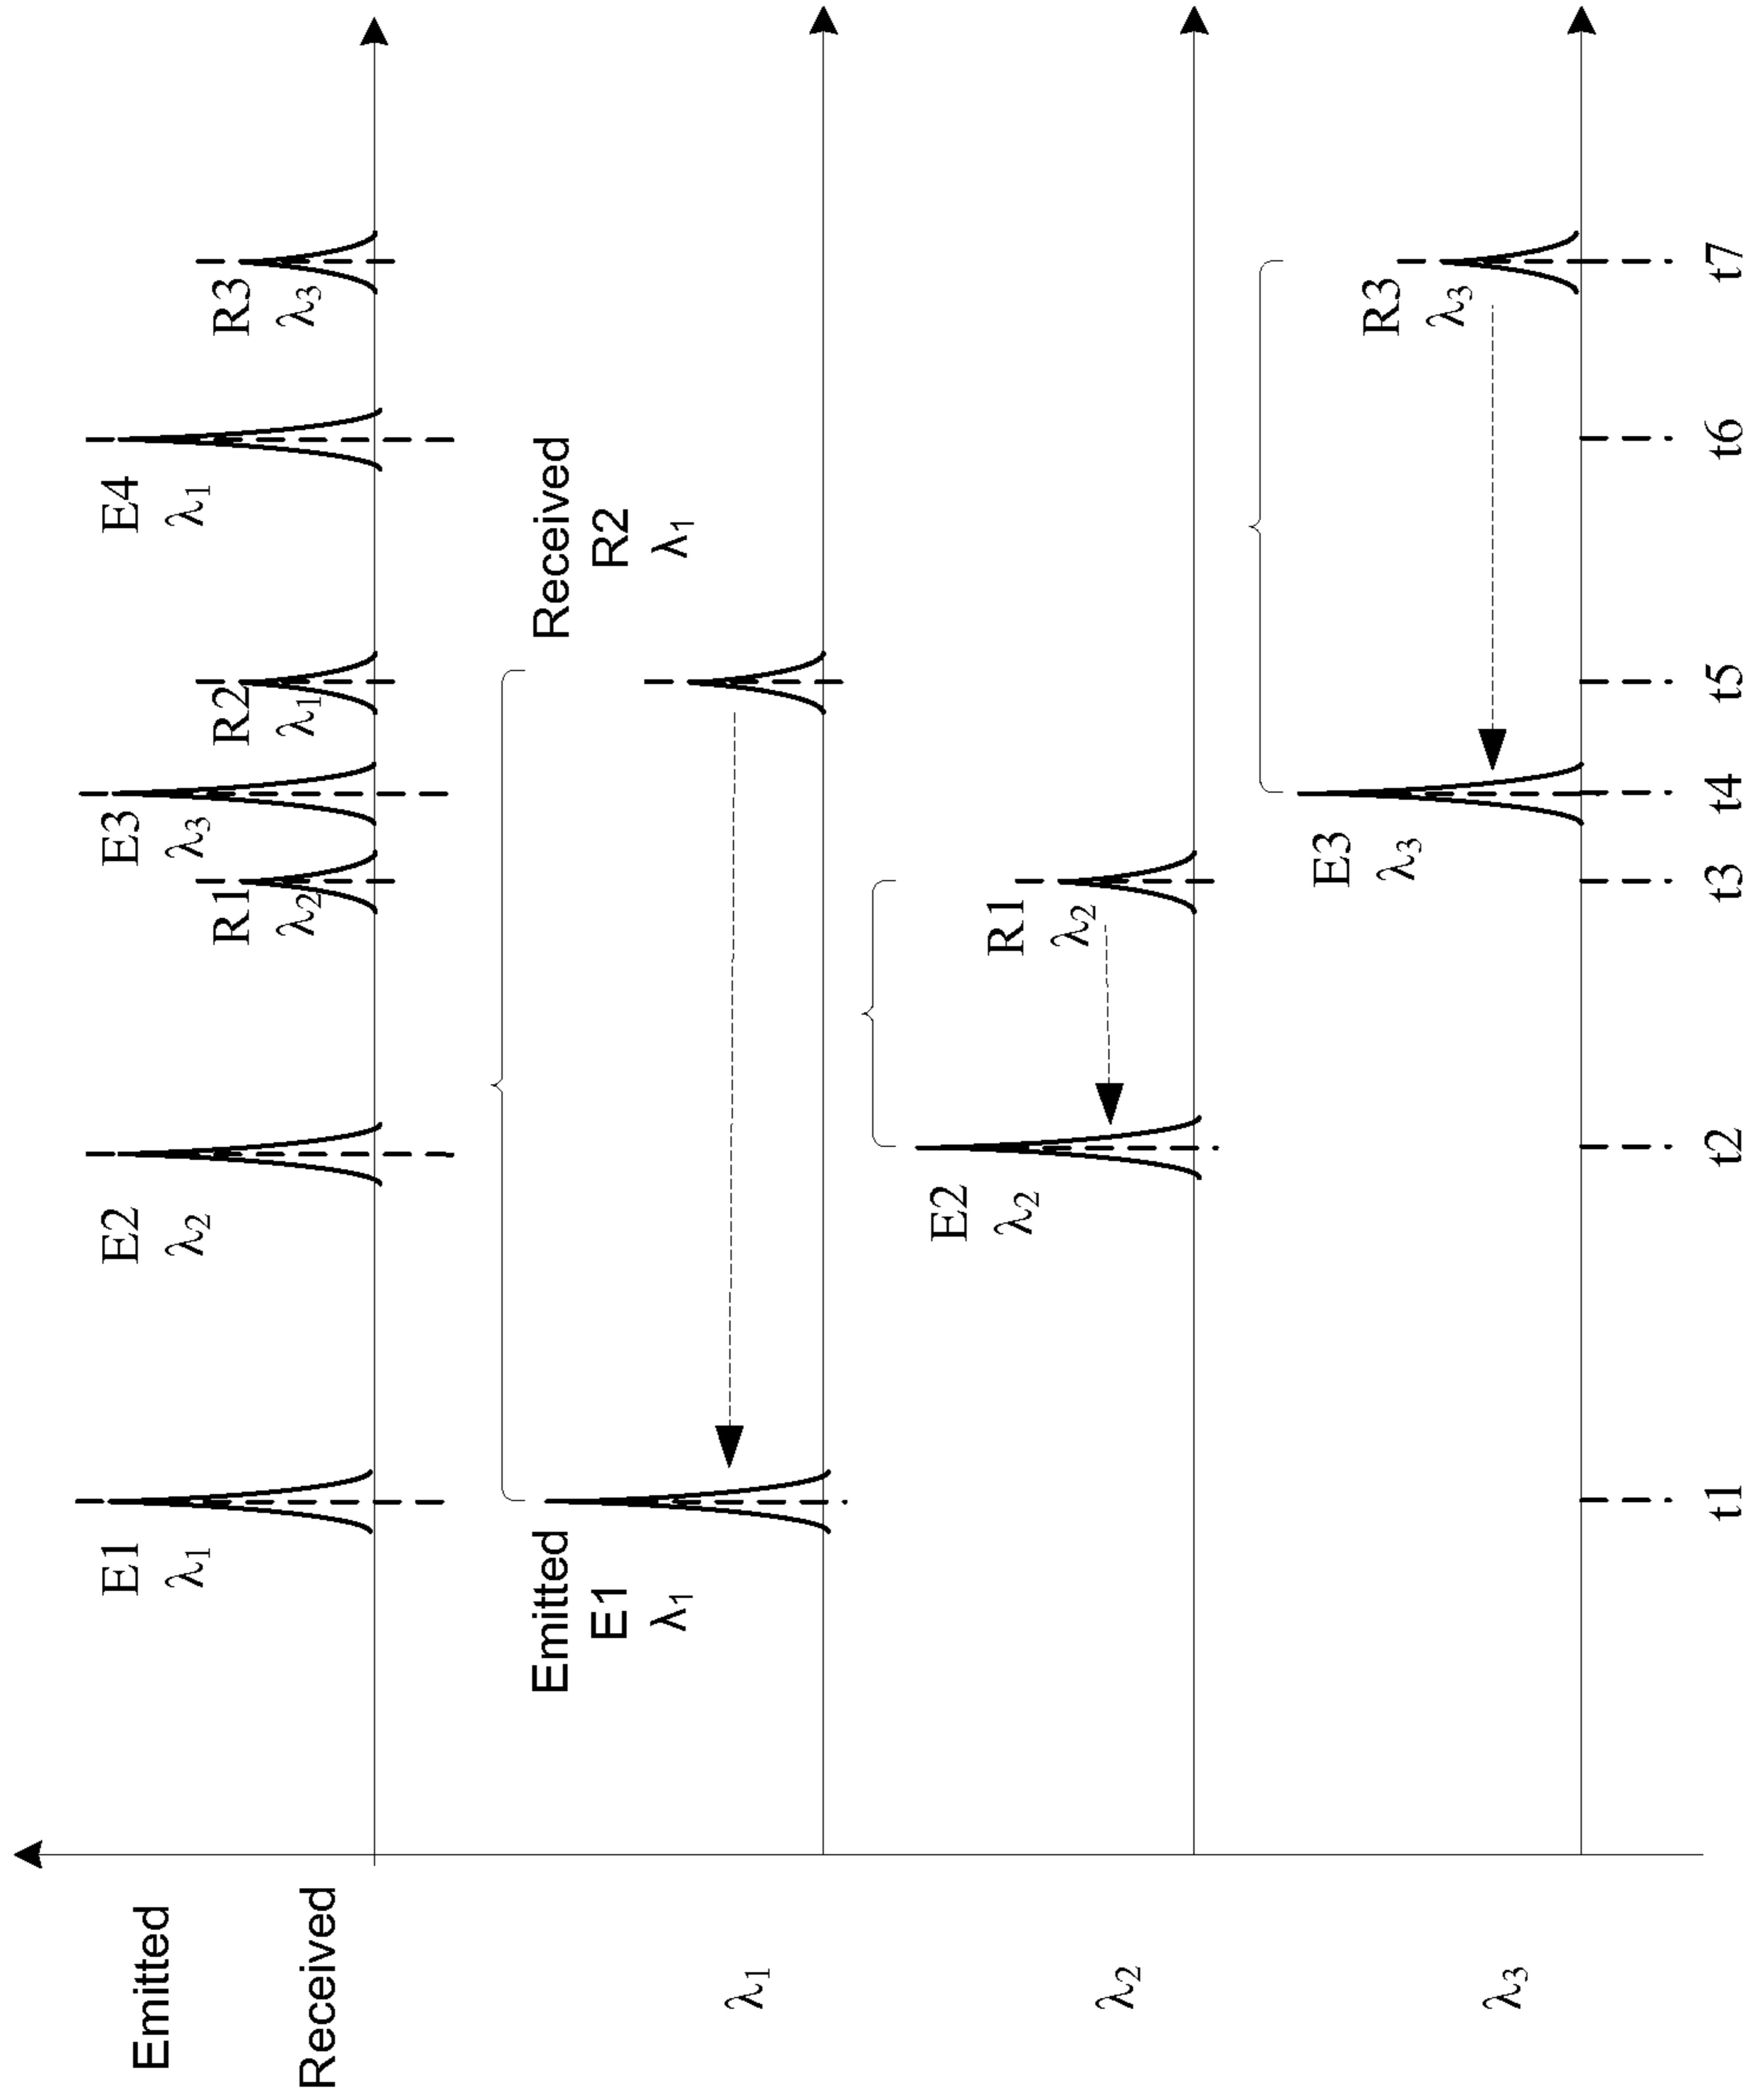 Emitted
E1
λ1
E2
λ2
E3
λ3
E4
λ1
Received
R1
λ2
R2
λ1
R3
λ3
λ1
Emitted
E1
λ1
Received
R2
λ1
λ2
E2
λ2
R1
λ2
λ3
E3
λ3
R3
λ3
t1
t2
t3
t4
t5
t6
t7